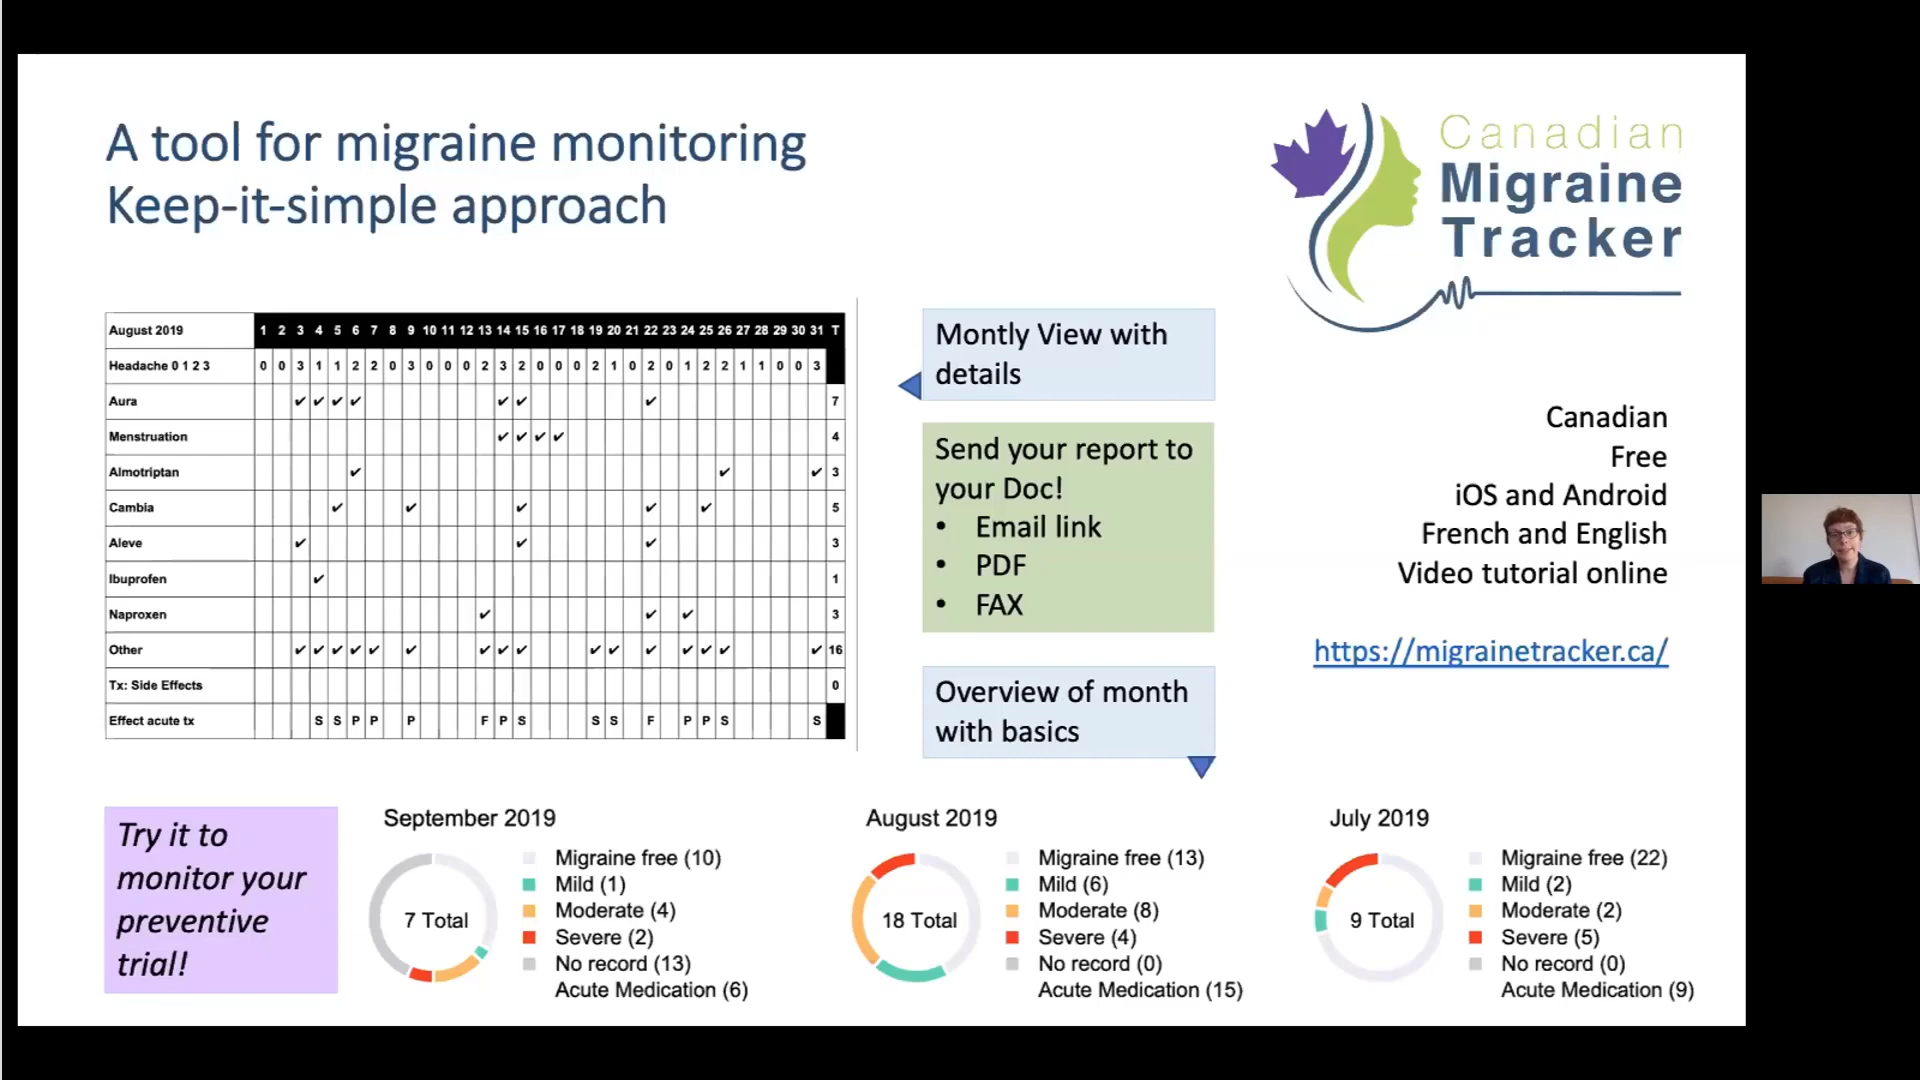 A tool for migraine monitoring
Keep-it-simple approach
Canadian
Migraine
Tracker
August 2019 1 2 3 4 5 6 7 8 9 10 11 12 13 14 15 16 17 18 19 20 21 22 23 24 25 26 27 28 29 30 31 T
Headache 0 1 2 3 0 0 3 1 1 2 2 0 3 0 0 0 2 3 2 0 0 0 2 1 0 2 0 1 2 2 1 1 0 0 3
Aura ✓ ✓ ✓ ✓ ✓ ✓ ✓ 7
Menstruation ✓ ✓ ✓ ✓ 4
Almotriptan ✓ ✓ ✓ 3
Cambia ✓ ✓ ✓ ✓ ✓ 5
Aleve ✓ ✓ ✓ 3
Ibuprofen ✓ 1
Naproxen ✓ ✓ ✓ 3
Other ✓ ✓ ✓ ✓ ✓ ✓ ✓ ✓ ✓ ✓ ✓ ✓ ✓ ✓ ✓ ✓ 16
Tx: Side Effects 0
Effect acute tx S S P P P F P S S S F P P S S
Montly View with
details
Send your report to
your Doc!
• Email link
• PDF
• FAX
Overview of month
with basics
Canadian
Free
iOS and Android
French and English
Video tutorial online
https://migrainetracker.ca/
Try it to
monitor your
preventive
trial!
September 2019
7 Total
Migraine free (10)
Mild (1)
Moderate (4)
Severe (2)
No record (13)
Acute Medication (6)
August 2019
18 Total
Migraine free (13)
Mild (6)
Moderate (8)
Severe (4)
No record (0)
Acute Medication (15)
July 2019
9 Total
Migraine free (22)
Mild (2)
Moderate (2)
Severe (5)
No record (0)
Acute Medication (9)